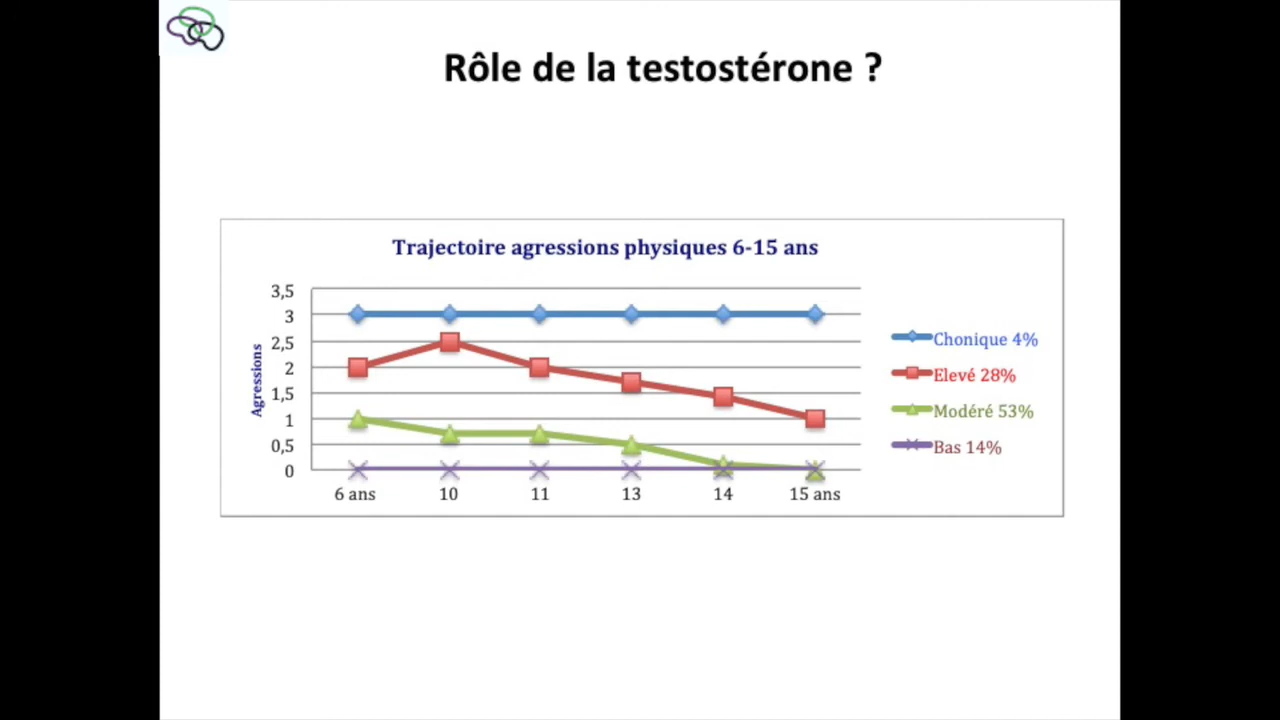 Rôle de la testostérone ?
Trajectoire agressions physiques 6-15 ans
Agressions
3,5
3
2,5
2
1,5
1
0,5
0
6 ans 10 11 13 14 15 ans
Chonique 4%
Elevé 28%
Modéré 53%
Bas 14%